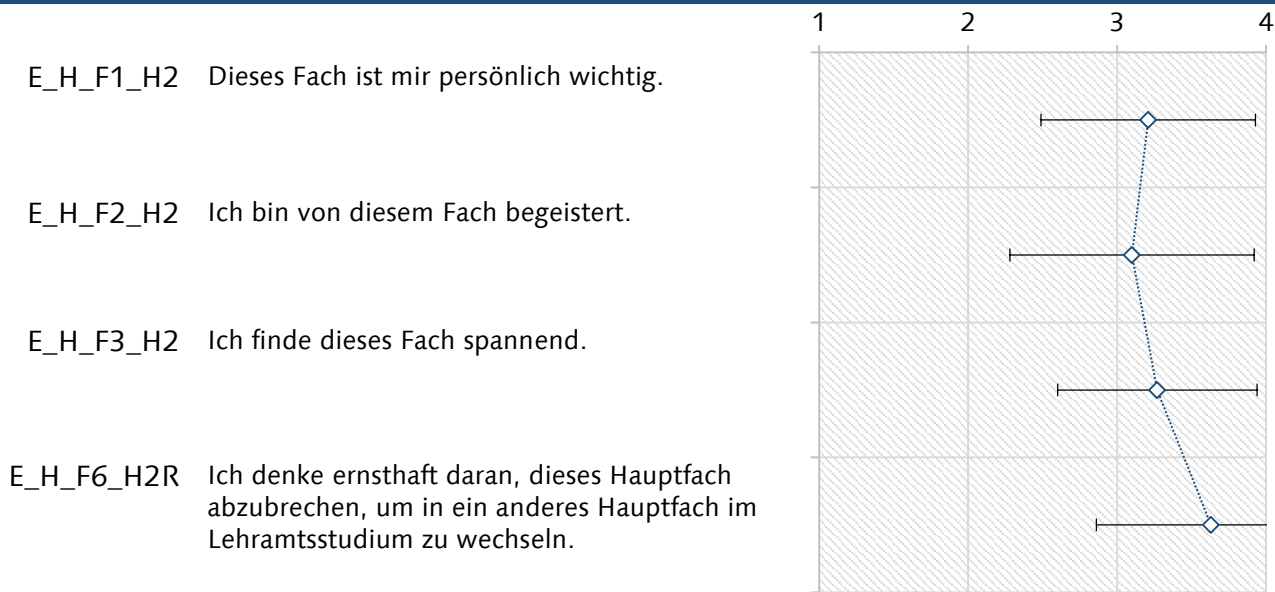 1 2 3 4
E_H_F1_H2 Dieses Fach ist mir persönlich wichtig.
E_H_F2_H2 Ich bin von diesem Fach begeistert.
E_H_F3_H2 Ich finde dieses Fach spannend.
E_H_F6_H2R Ich denke ernsthaft daran, dieses Hauptfach
abzubrechen, um in ein anderes Hauptfach im
Lehramtsstudium zu wechseln.